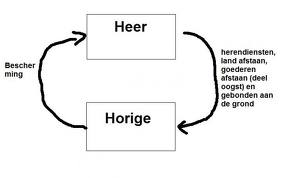 Heer
Bescher
ming
herendiensten,
land afstaan,
goederen
afstaan (deel
oogst) en
gebonden aan
de grond
Horige